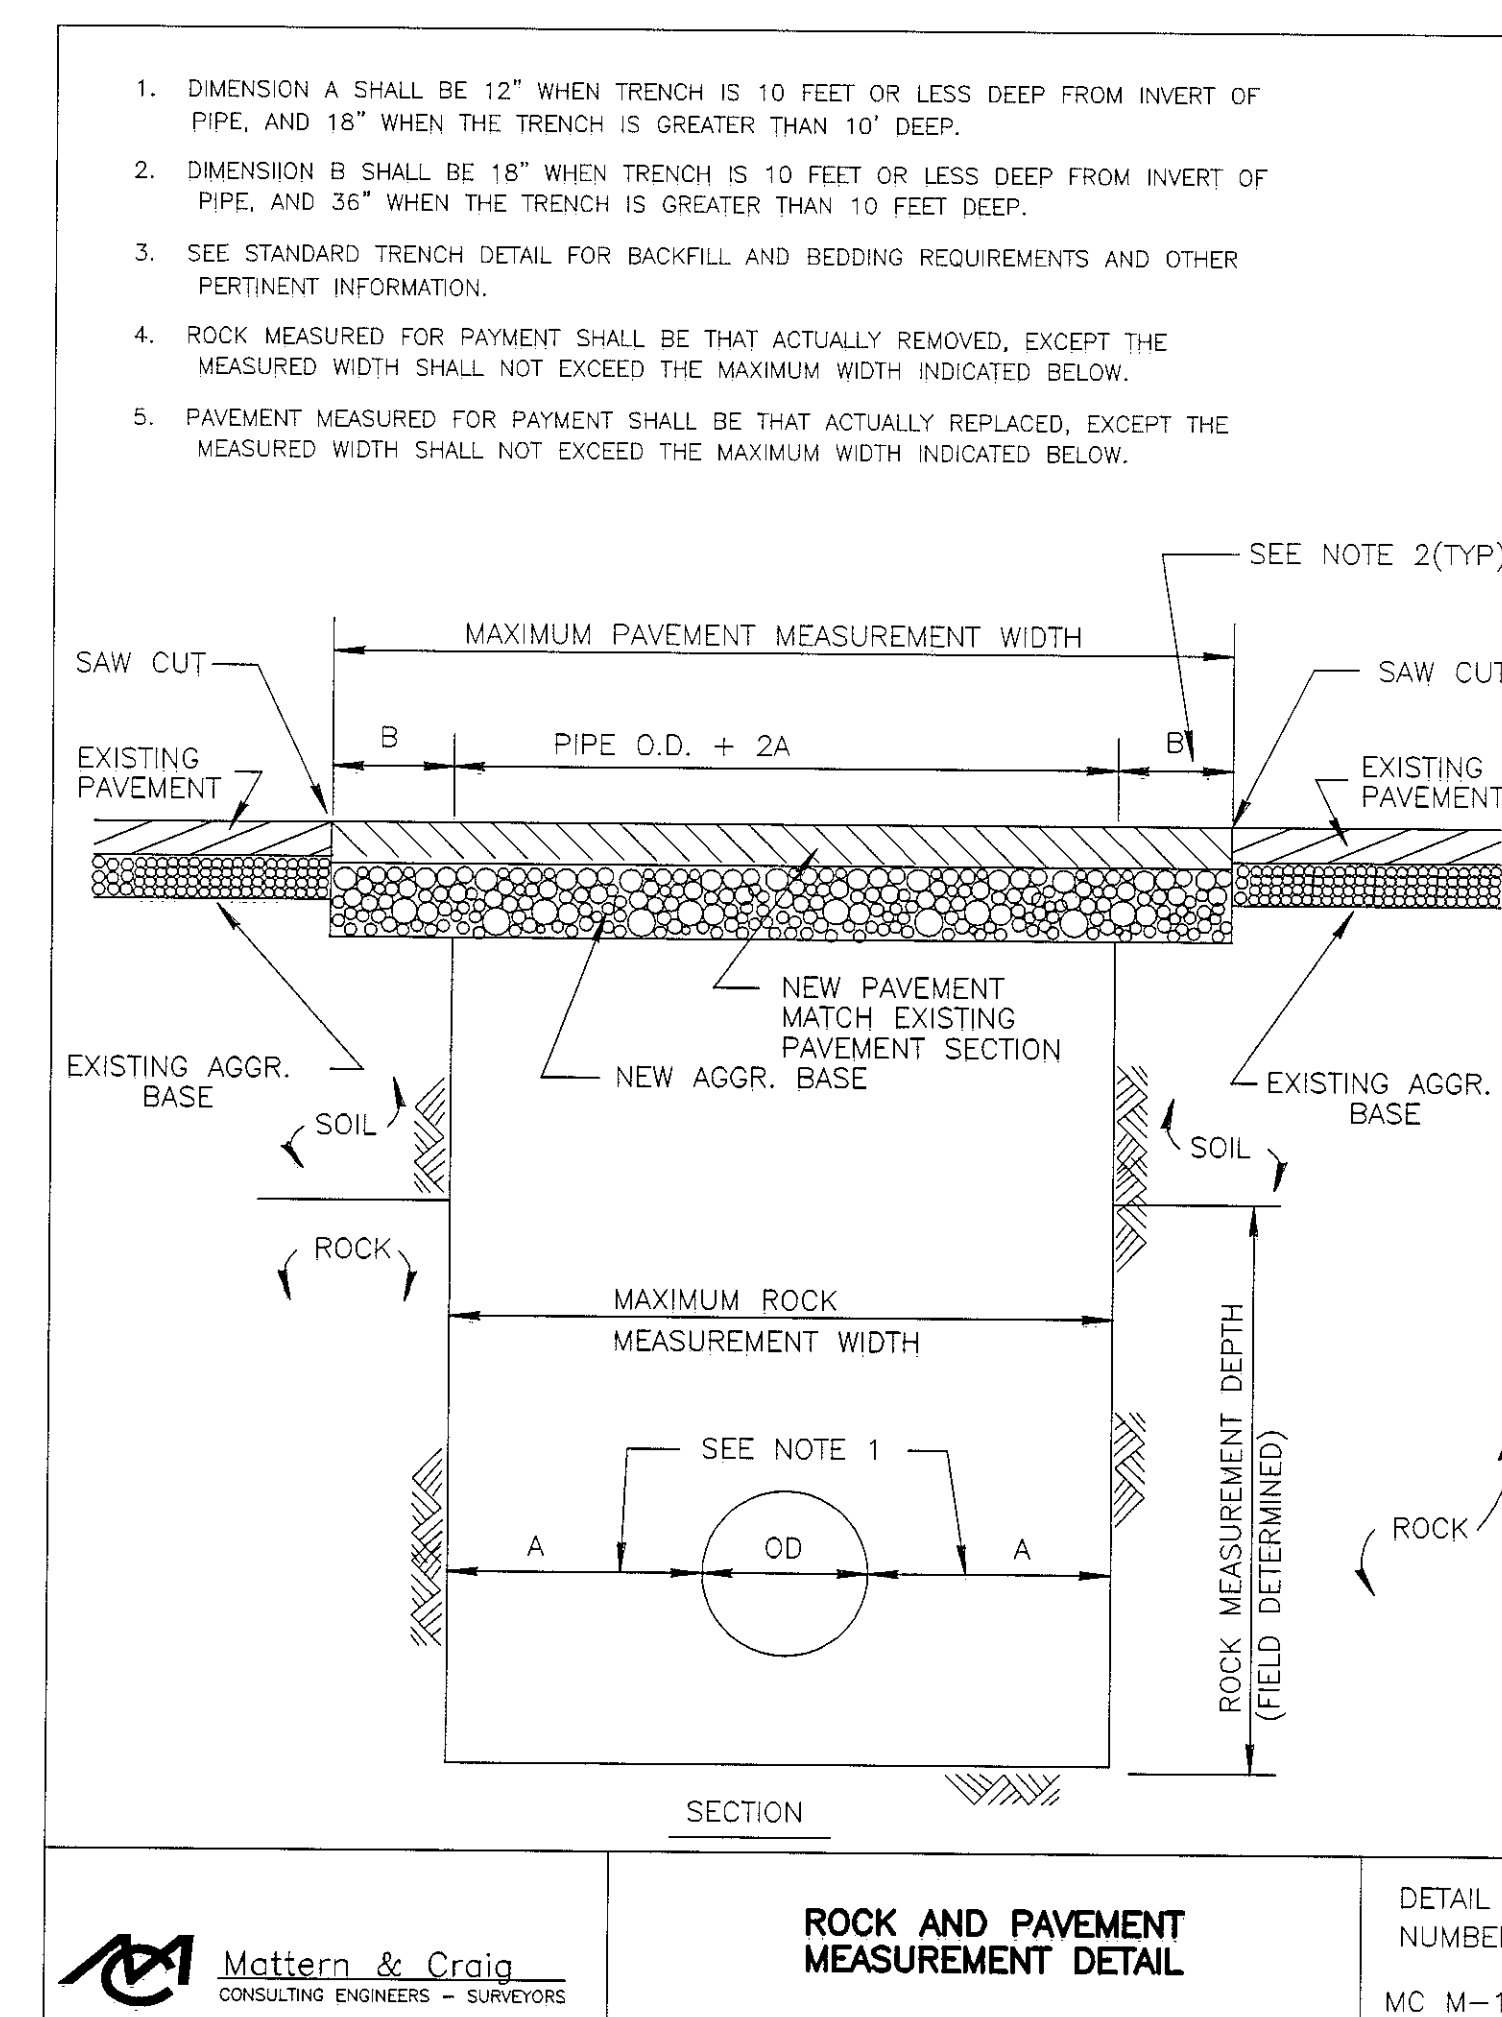 1. DIMENSION A SHALL BE 12" WHEN TRENCH IS 10 FEET OR LESS DEEP FROM INVERT OF
PIPE, AND 18" WHEN THE TRENCH IS GREATER THAN 10' DEEP.
2. DIMENSIION B SHALL BE 18" WHEN TRENCH IS 10 FEET OR LESS DEEP FROM INVERT OF
PIPE, AND 36" WHEN THE TRENCH IS GREATER THAN 10 FEET DEEP.
3. SEE STANDARD TRENCH DETAIL FOR BACKFILL AND BEDDING REQUIREMENTS AND OTHER
PERTINENT INFORMATION.
4. ROCK MEASURED FOR PAYMENT SHALL BE THAT ACTUALLY REMOVED, EXCEPT THE
MEASURED WIDTH SHALL NOT EXCEED THE MAXIMUM WIDTH INDICATED BELOW.
5. PAVEMENT MEASURED FOR PAYMENT SHALL BE THAT ACTUALLY REPLACED, EXCEPT THE
MEASURED WIDTH SHALL NOT EXCEED THE MAXIMUM WIDTH INDICATED BELOW.
SEE NOTE 2(TYP)
MAXIMUM PAVEMENT MEASUREMENT WIDTH
SAW CUT
SAW CUT
B
PIPE O.D. + 2A
B
EXISTING
PAVEMENT
EXISTING
PAVEMENT
NEW PAVEMENT
MATCH EXISTING
PAVEMENT SECTION
NEW AGGR. BASE
EXISTING AGGR.
BASE
EXISTING AGGR.
BASE
SOIL
SOIL
ROCK
MAXIMUM ROCK
MEASUREMENT WIDTH
ROCK MEASUREMENT DEPTH
(FIELD DETERMINED)
SEE NOTE 1
A
OD
A
ROCK
SECTION
Mattern & Craig
CONSULTING ENGINEERS – SURVEYORS
ROCK AND PAVEMENT
MEASUREMENT DETAIL
DETAIL
NUMBER
MC M–1